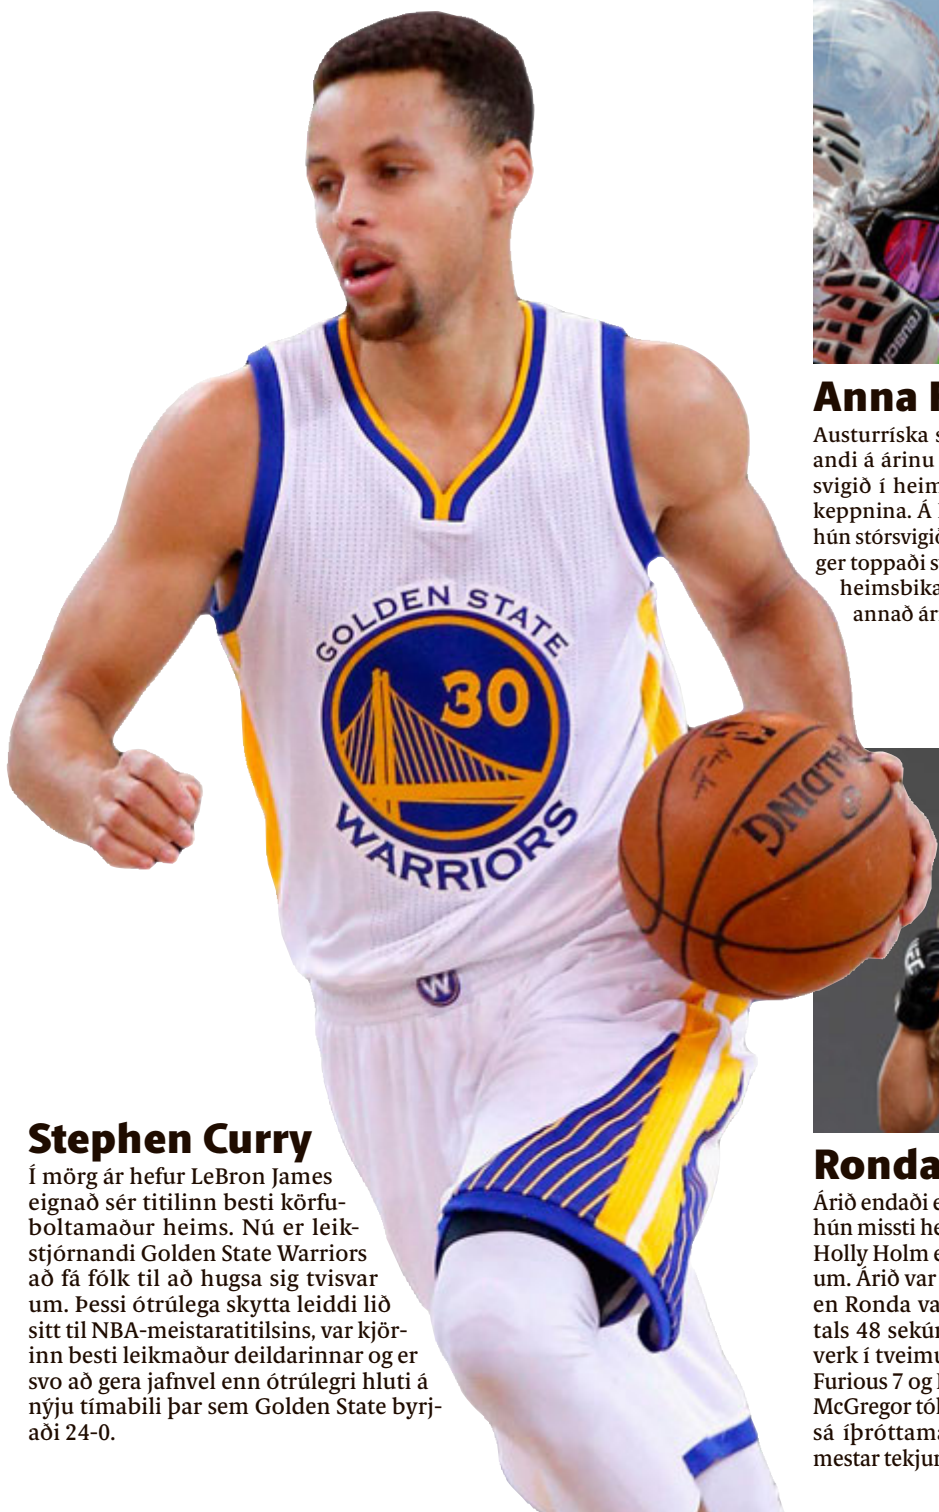 reusch
GOLDEN STATE
30
WARRIORS
SPALDING
W
Stephen Curry
Í mörg ár hefur LeBron James
eignað sér titilinn besti körfu-
boltamaður heims. Nú er leik-
stjórnandi Golden State Warriors
að fá fólk til að hugsa sig tvisvar
um. Þessi ótrúlega skytta leiddi lið
sitt til NBA-meistaratitilsins, var kjör-
inn besti leikmaður deildarinnar og er
svo að gera jafnvel enn ótrúlegri hluti á
nýju tímabili þar sem Golden State byrj-
aði 24-0.
Anna
Austurríska
andi á árinu
svigið í heim
keppnina. Á
hún stórsvigið
ger toppaði
heimsbika
annað ár
Ronda
Árið endaði
hún missti
Holly Holm
um. Árið var
en Ronda
tals 48 sekún
verk í tveimu
Furious 7 og
McGregor
sá íþróttama
mestar tekjur